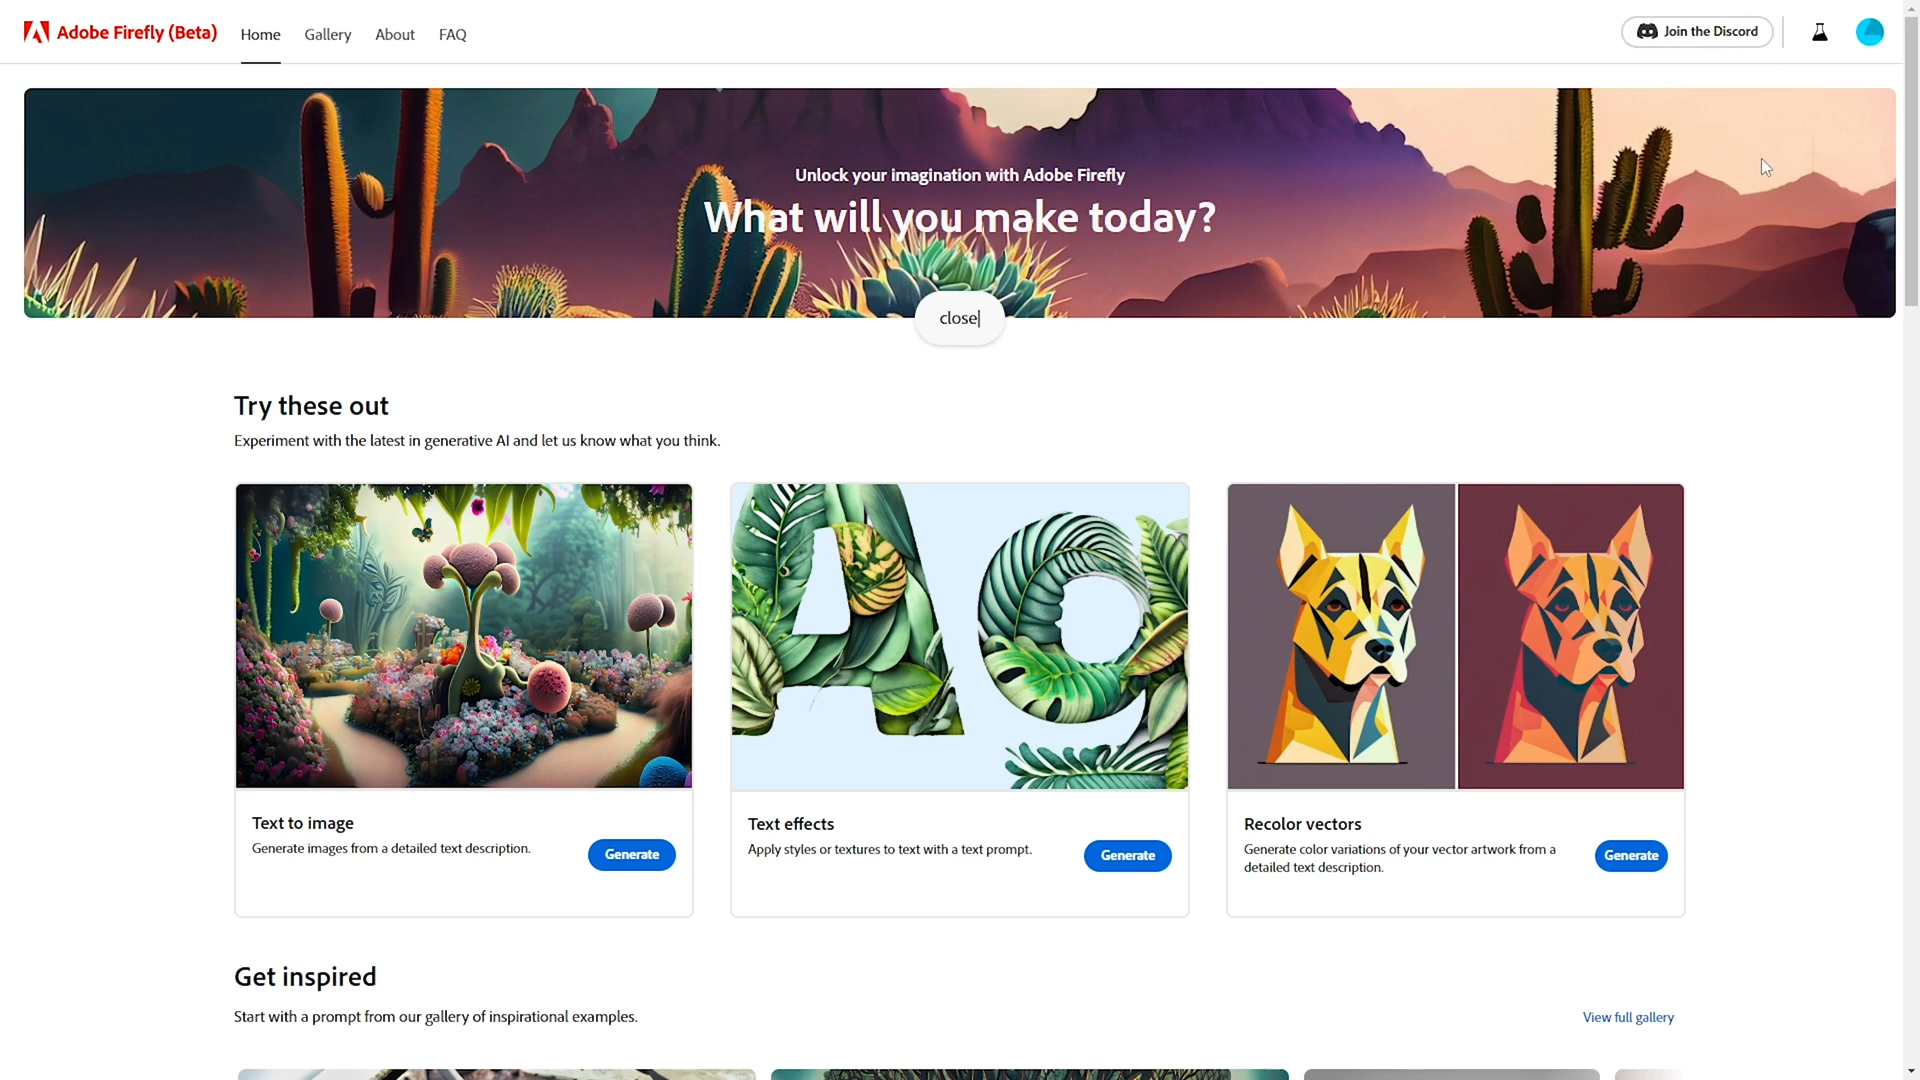 Adobe Firefly (Beta)
Home
Gallery
About
FAQ
Join the Discord
Unlock your imagination with Adobe Firefly
What will you make today?
close
Try these out
Experiment with the latest in generative AI and let us know what you think.
Ag
Text to image
Generate images from a detailed text description.
Generate
Text effects
Apply styles or textures to text with a text prompt.
Generate
Recolor vectors
Generate color variations of your vector artwork from a
detailed text description.
Generate
Get inspired
Start with a prompt from our gallery of inspirational examples.
View full gallery